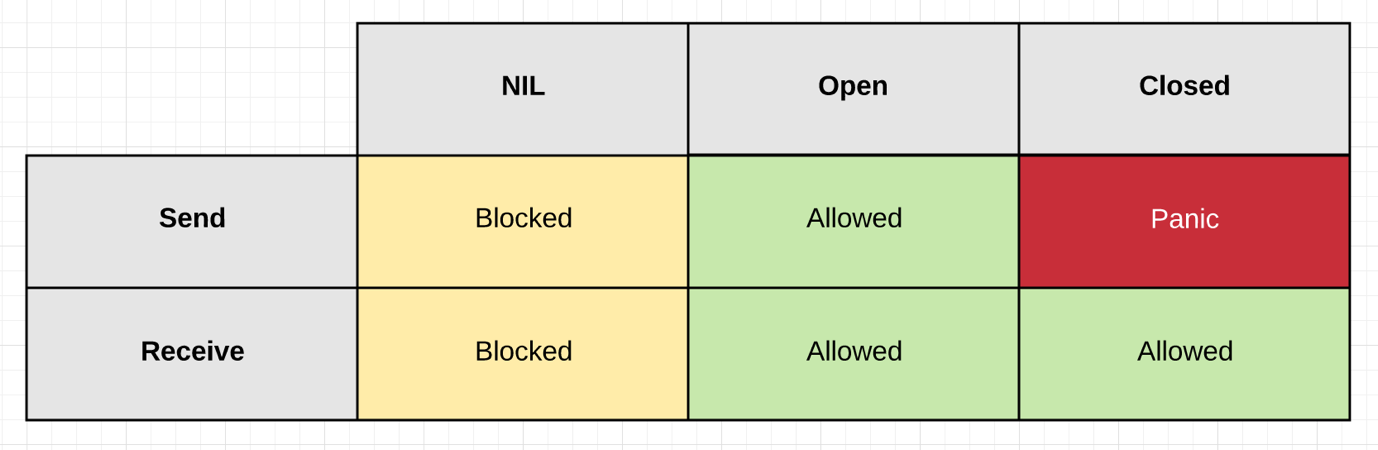 NIL Open Closed
Send Blocked Allowed Panic
Receive Blocked Allowed Allowed